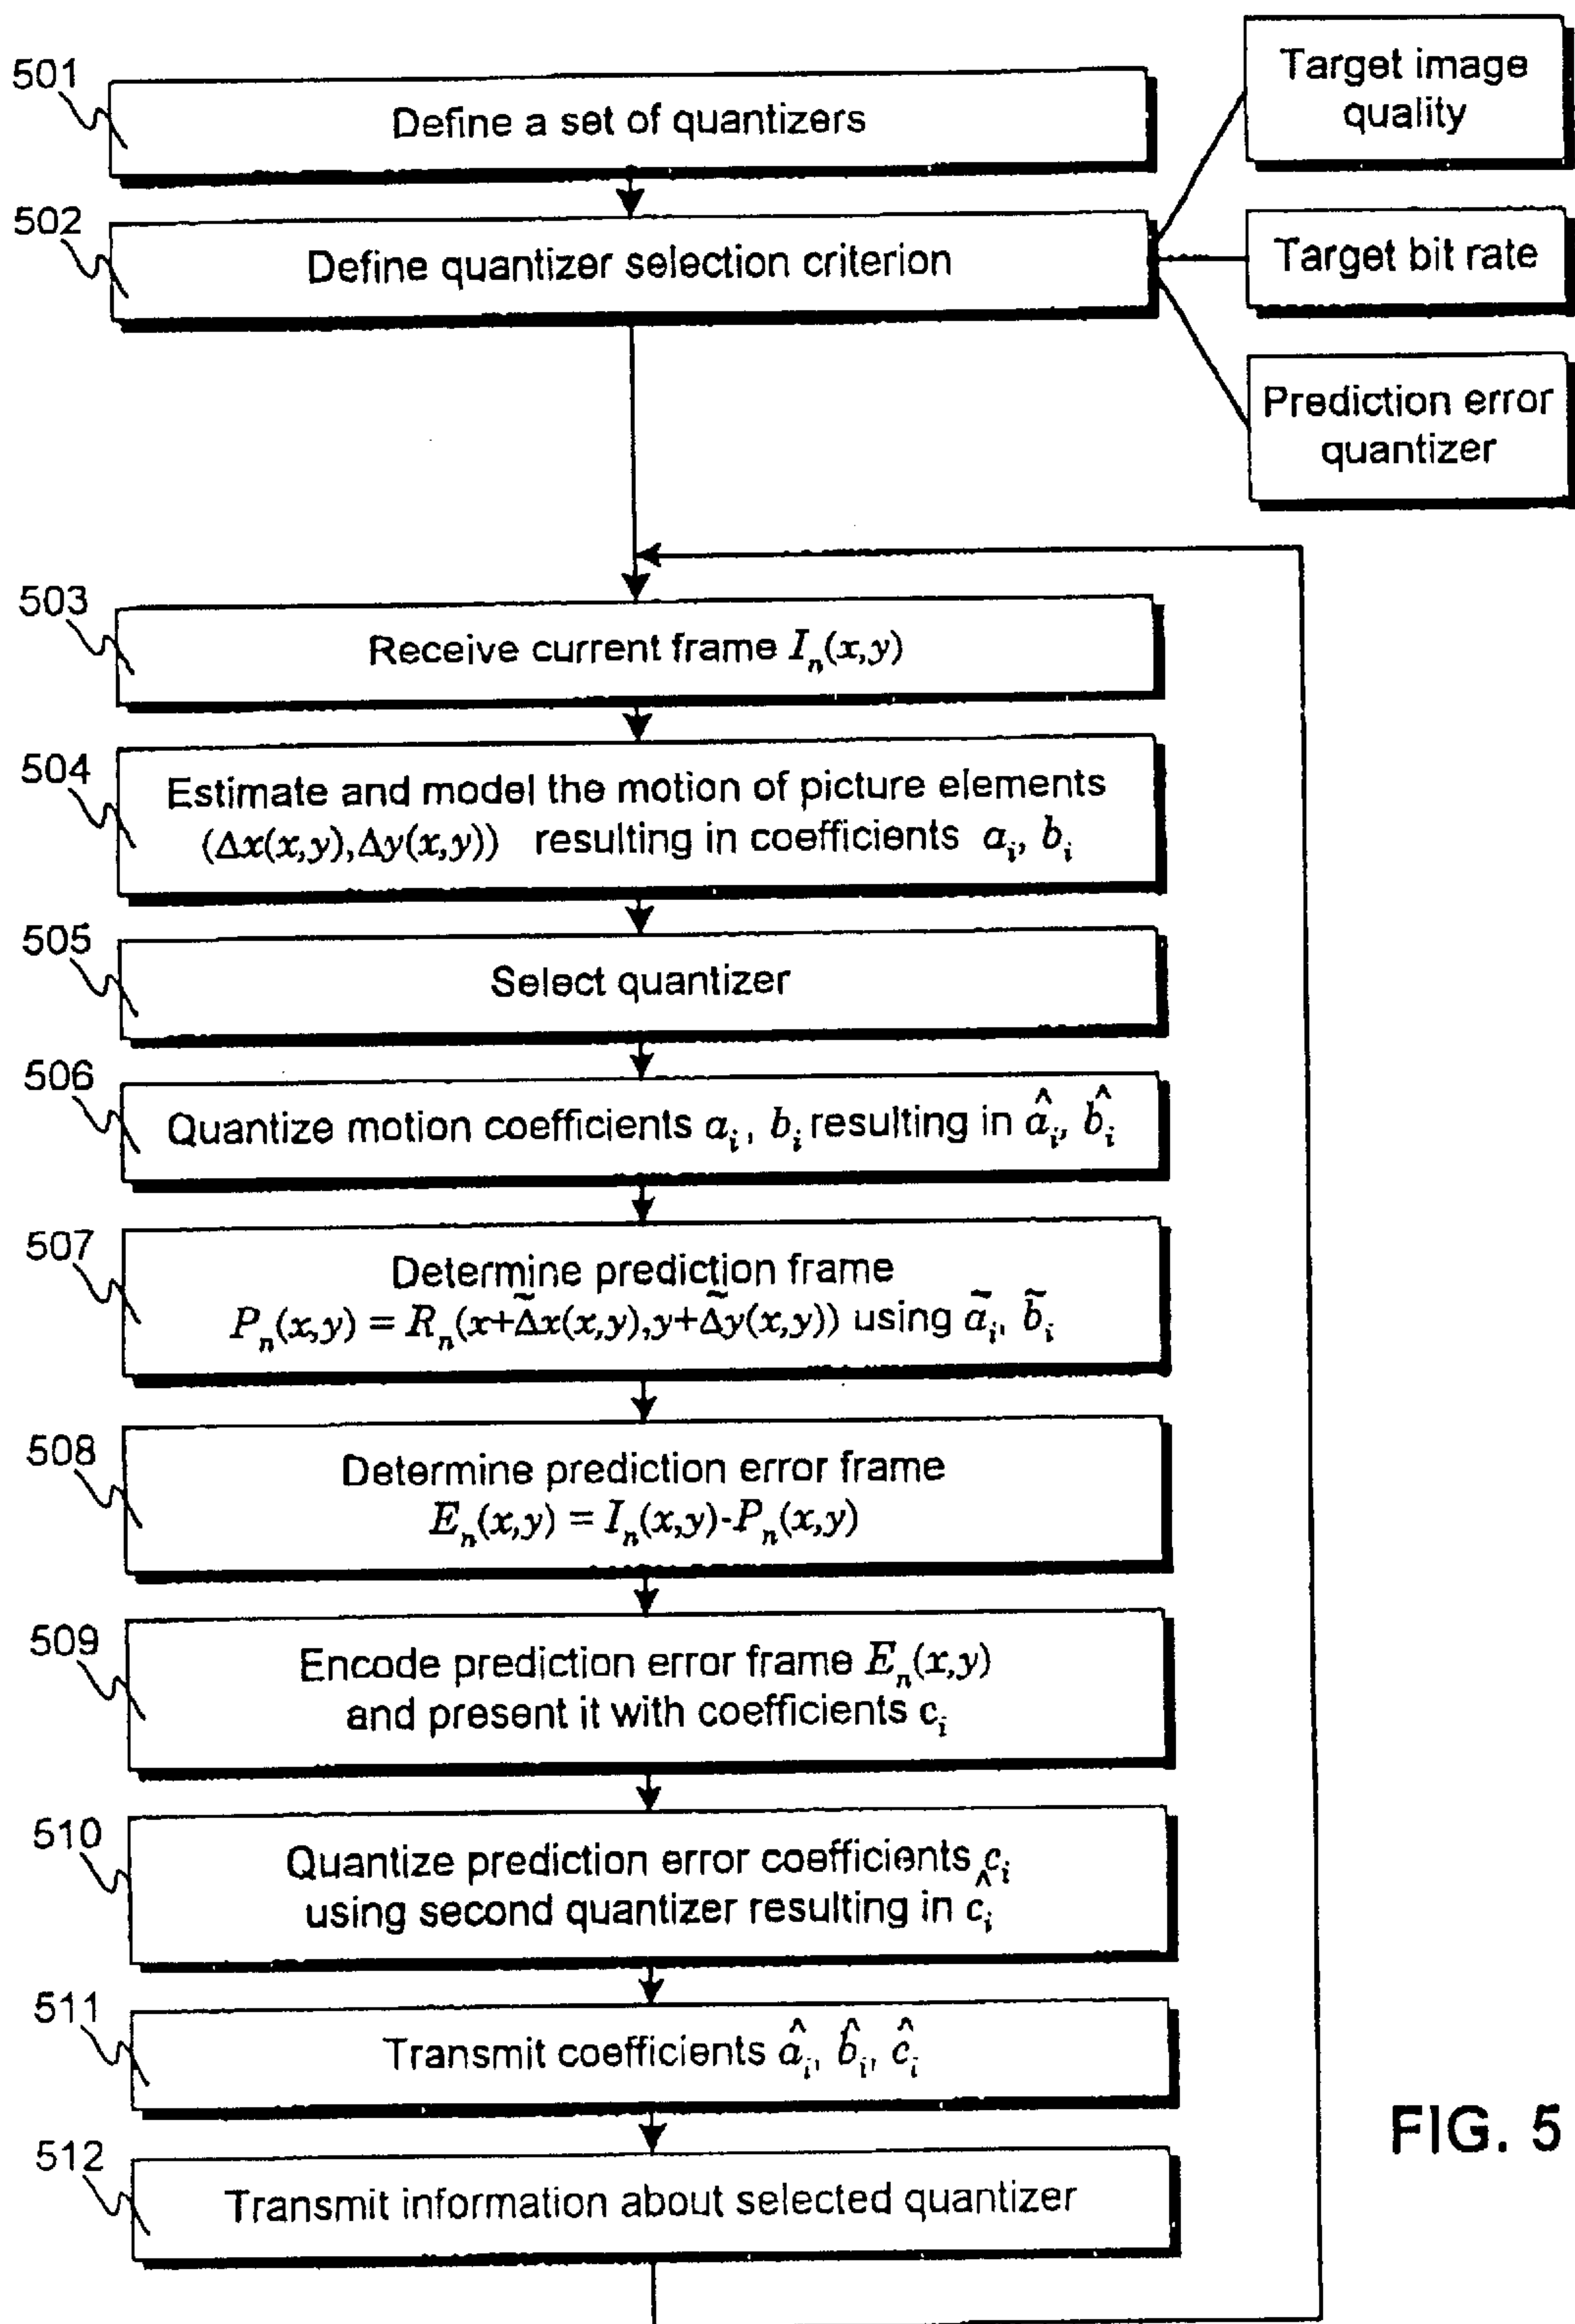 501
Define a set of quantizers
Target image
quality
502
Define quantizer selection criterion
Target bit rate
Prediction error
quantizer
503
Receive current frame Iₙ(x,y)
504
Estimate and model the motion of picture elements
(Δx(x,y),Δy(x,y)) resulting in coefficients aᵢ, bᵢ
505
Select quantizer
506
Quantize motion coefficients aᵢ, bᵢ resulting in âᵢ, b̂ᵢ
507
Determine prediction frame
Pₙ(x,y) = Rₙ(x+Δ̃x(x,y),y+Δ̃y(x,y)) using ãᵢ, b̃ᵢ
508
Determine prediction error frame
Eₙ(x,y) = Iₙ(x,y)-Pₙ(x,y)
509
Encode prediction error frame Eₙ(x,y)
and present it with coefficients cᵢ
510
Quantize prediction error coefficients cᵢ
using second quantizer resulting in ĉᵢ
511
Transmit coefficients âᵢ, b̂ᵢ, ĉᵢ
512
Transmit information about selected quantizer
FIG. 5